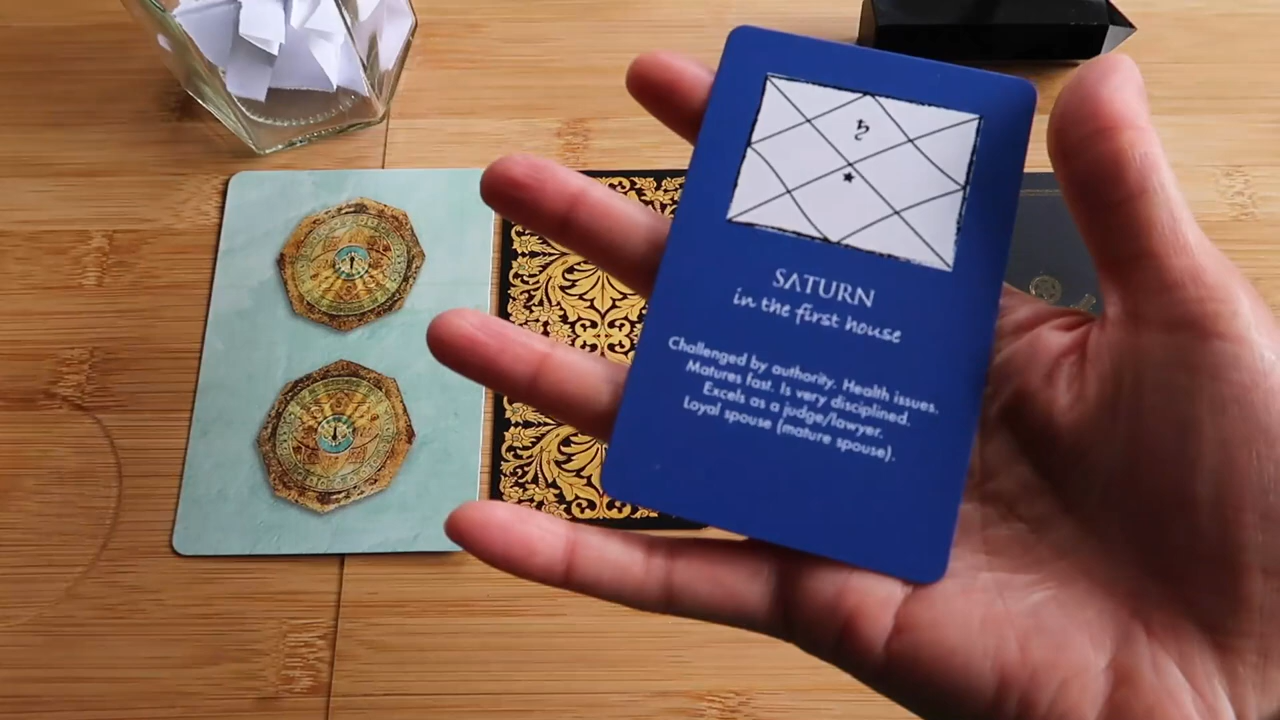 ♄
SATURN
in the first house
Challenged by authority. Health issues.
Matures fast. Is very disciplined.
Excels as a judge/lawyer.
Loyal spouse (mature spouse).